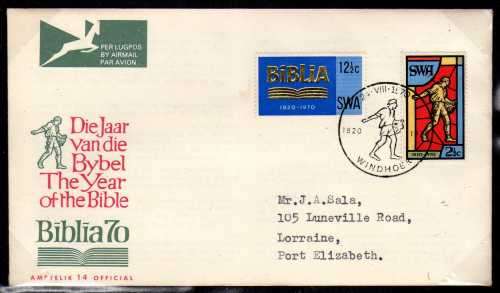 PER LUGPOS
BY AIRMAIL
PAR AVION
BIBLIA
12½c
1820-1970
SWA
SWA
2½c
VIII
1820
WINDHOEK
Die Jaar
van die
Bybel
The Year
of the Bible
Biblia 70
AMPTELIK 14 OFFICIAL
Mr.J.A.Sala,
105 Luneville Road,
Lorraine,
Port Elizabeth.